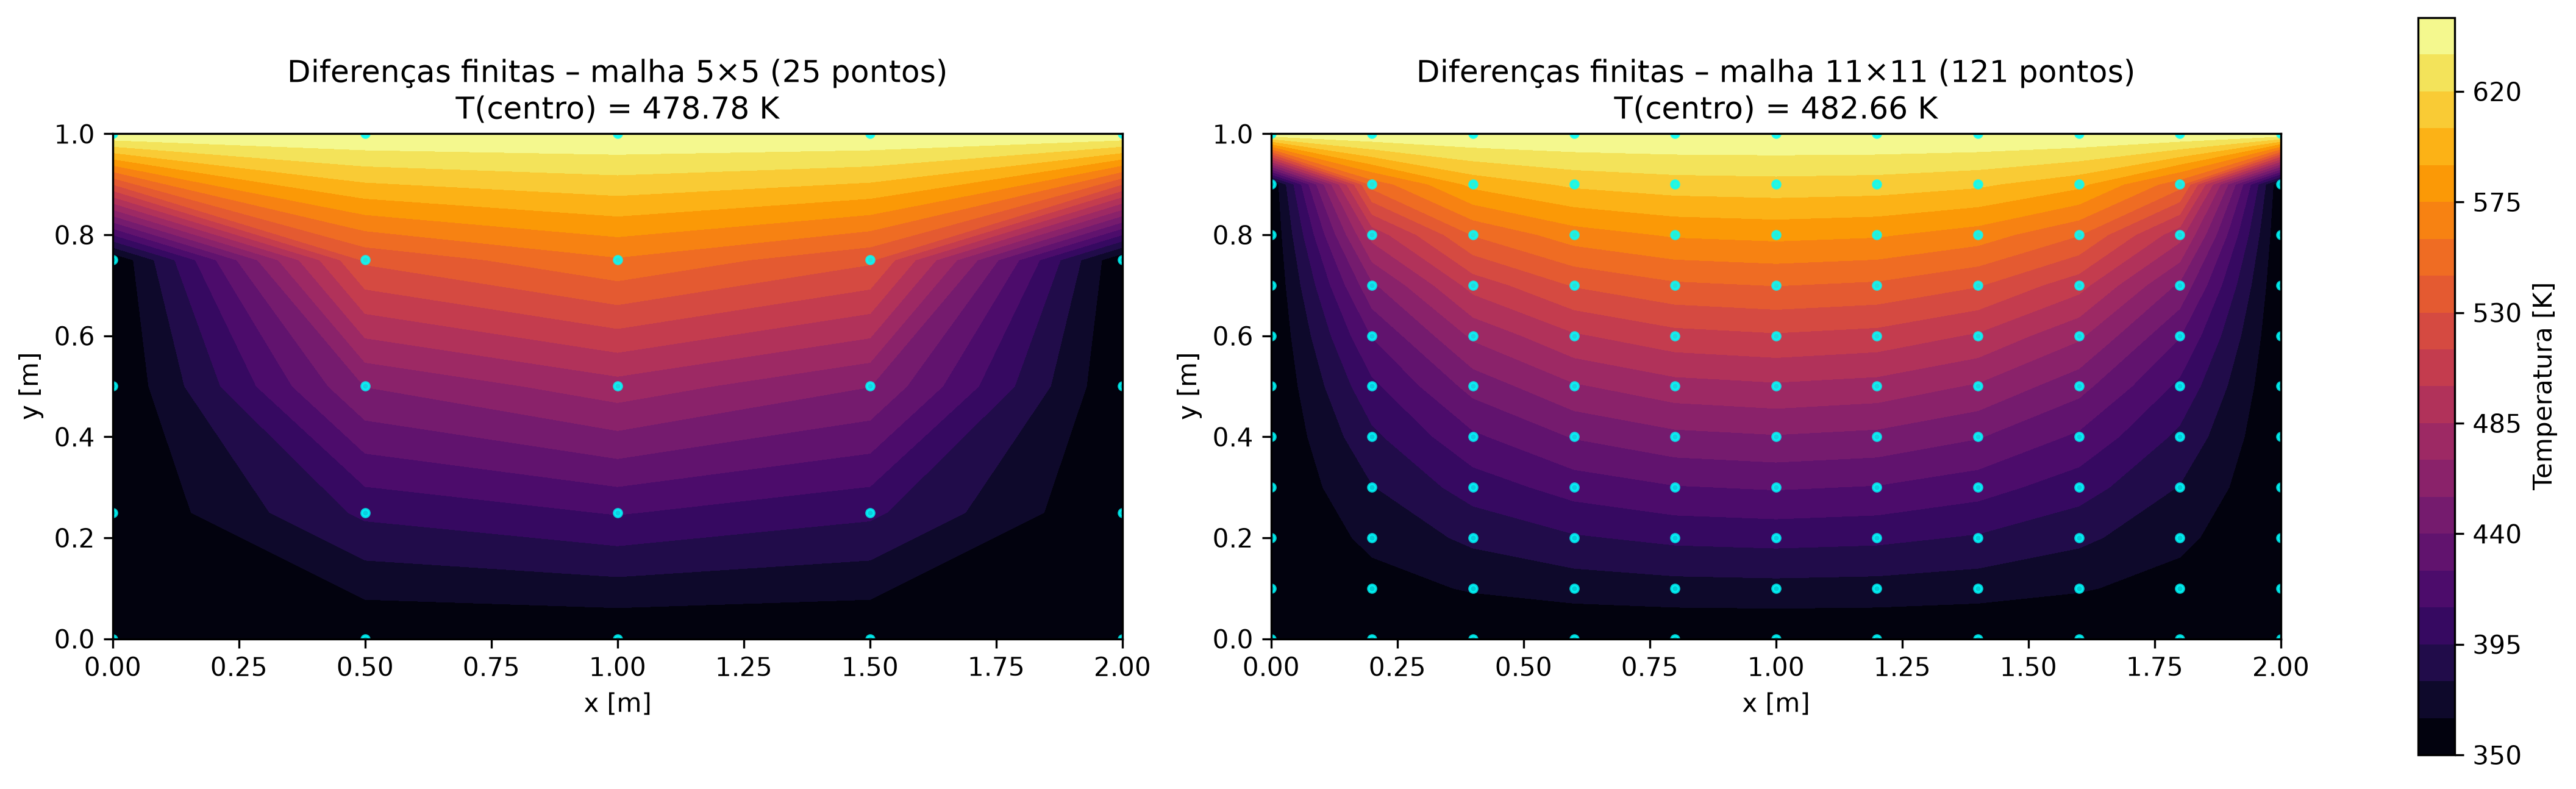 Diferenças finitas – malha 5×5 (25 pontos)
T(centro) = 478.78 K
1.0
0.8
0.6
0.4
0.2
0.0
y [m]
0.00 0.25 0.50 0.75 1.00 1.25 1.50 1.75 2.00
x [m]
Diferenças finitas – malha 11×11 (121 pontos)
T(centro) = 482.66 K
1.0
0.8
0.6
0.4
0.2
0.0
y [m]
0.00 0.25 0.50 0.75 1.00 1.25 1.50 1.75 2.00
x [m]
620
575
530
485
440
395
350
Temperatura [K]